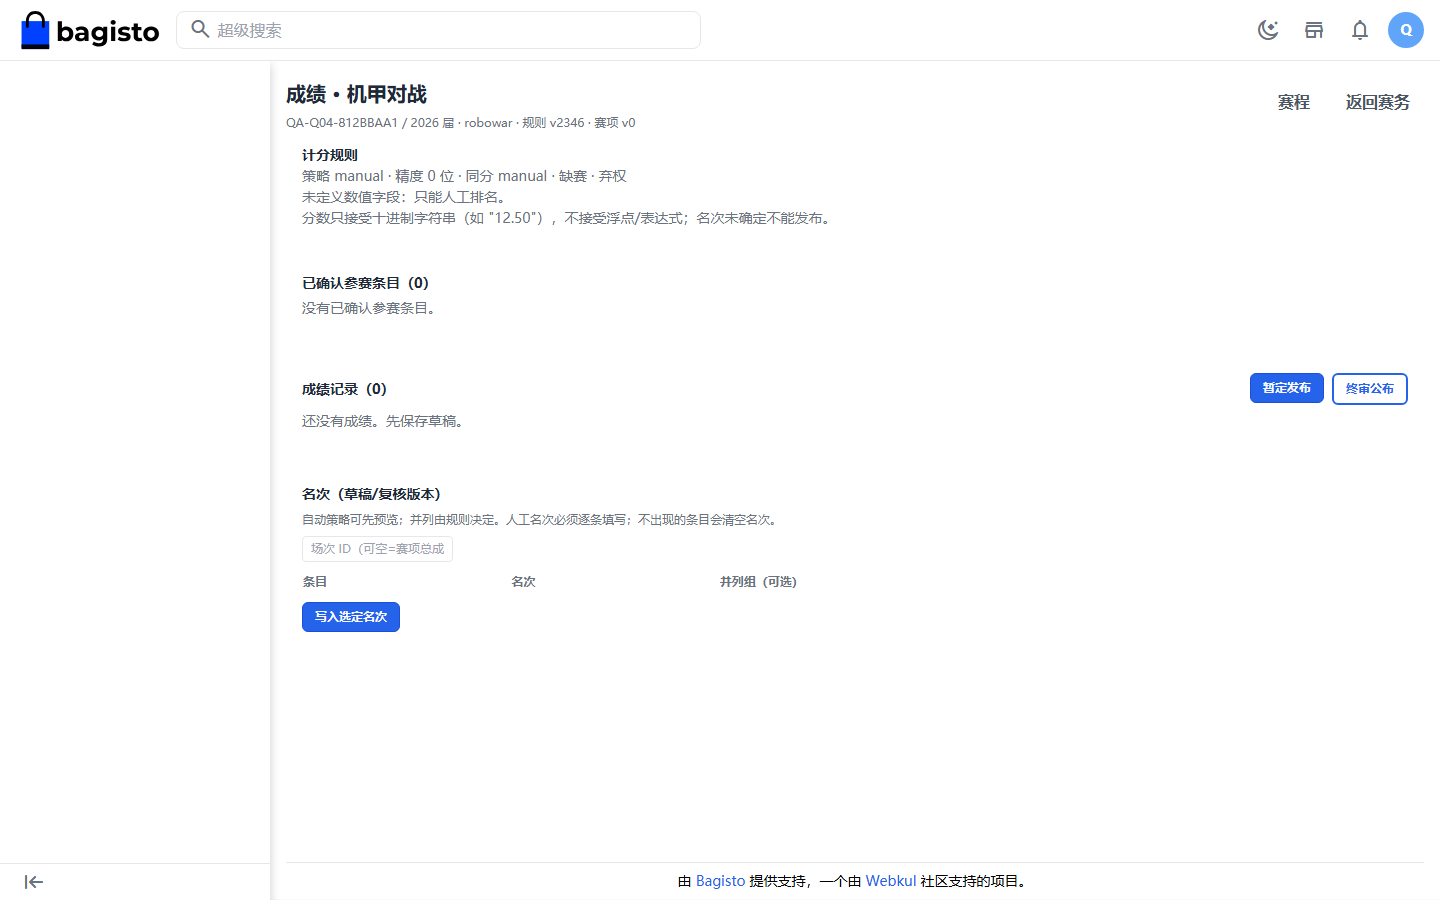 bagisto
超级搜索
Q
成绩 · 机甲对战
赛程
返回赛务
QA-Q04-812BBAA1 / 2026 届 · robowar · 规则 v2346 · 赛项 v0
计分规则
策略 manual · 精度 0 位 · 同分 manual · 缺赛 · 弃权
未定义数值字段：只能人工排名。
分数只接受十进制字符串（如 "12.50"），不接受浮点/表达式；名次未确定不能发布。
已确认参赛条目（0）
没有已确认参赛条目。
成绩记录（0）
暂定发布
终审公布
还没有成绩。先保存草稿。
名次（草稿/复核版本）
自动策略可先预览；并列由规则决定。人工名次必须逐条填写；不出现的条目会清空名次。
场次 ID（可空=赛项总成
条目
名次
并列组（可选）
写入选定名次
由 Bagisto 提供支持，一个由 Webkul 社区支持的项目。